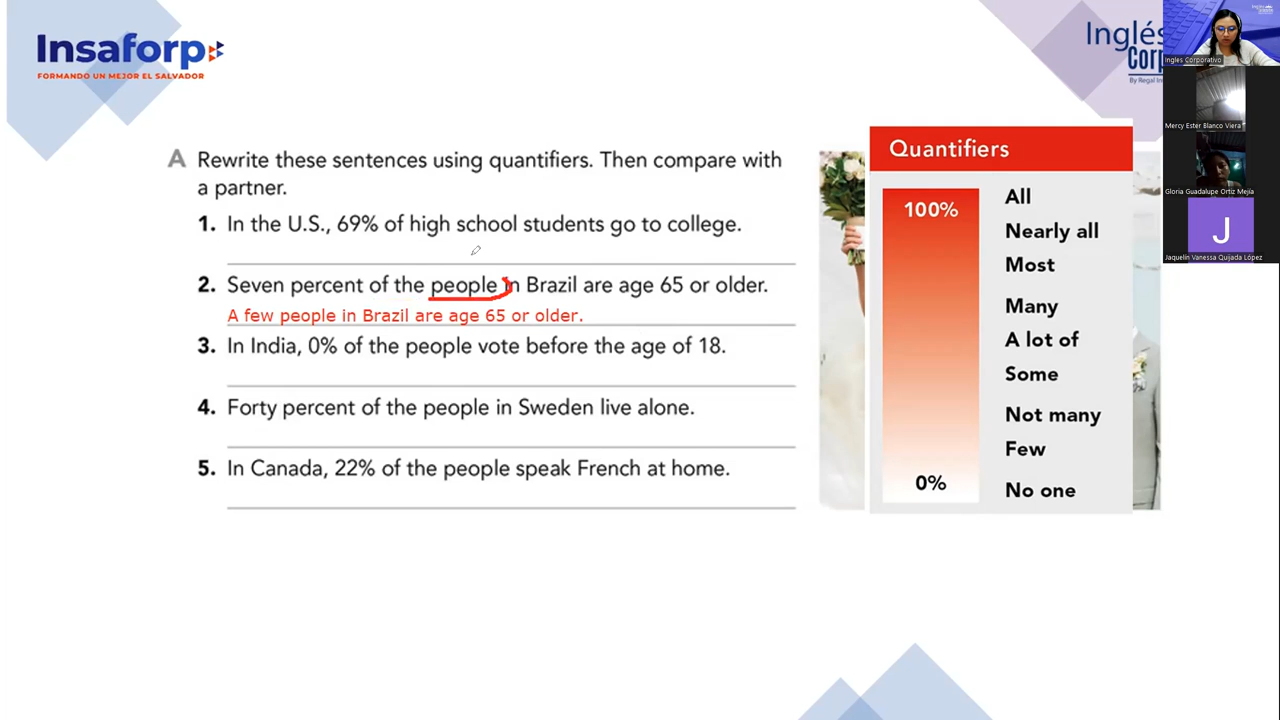 Insaforp
FORMANDO UN MEJOR EL SALVADOR
Inglés
Corp
By Regal In
Ingles Corporativo
Mercy Ester Blanco Viera
Gloria Guadalupe Ortiz Mejía
J
Jaquelin Vanessa Quijada López
A Rewrite these sentences using quantifiers. Then compare with
a partner.
1. In the U.S., 69% of high school students go to college.
2. Seven percent of the people in Brazil are age 65 or older.
A few people in Brazil are age 65 or older.
3. In India, 0% of the people vote before the age of 18.
4. Forty percent of the people in Sweden live alone.
5. In Canada, 22% of the people speak French at home.
Quantifiers
100%
All
Nearly all
Most
Many
A lot of
Some
Not many
Few
0%
No one